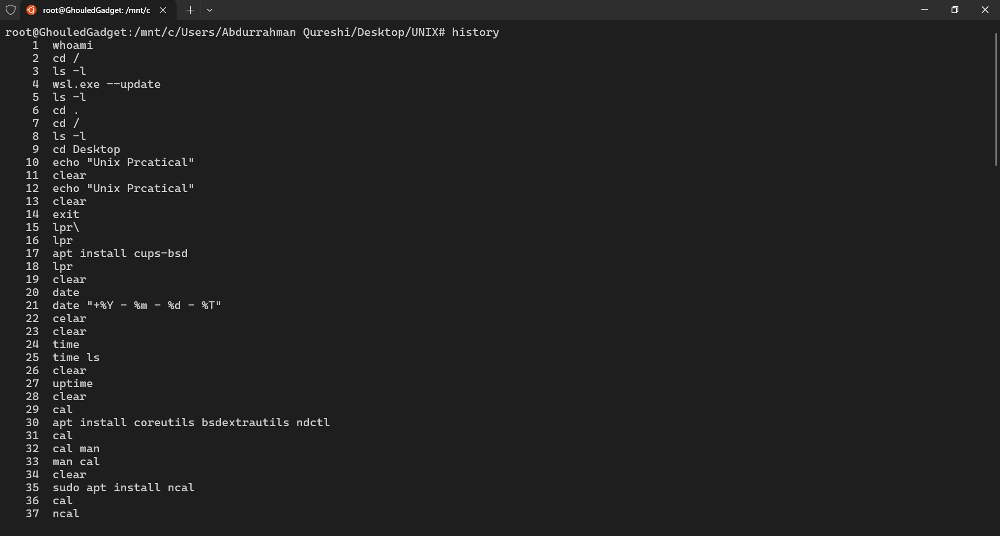 root@GhouledGadget: /mnt/c
root@GhouledGadget:/mnt/c/Users/Abdurrahman Qureshi/Desktop/UNIX# history
1 whoami
2 cd /
3 ls -l
4 wsl.exe --update
5 ls -l
6 cd .
7 cd /
8 ls -l
9 cd Desktop
10 echo "Unix Prcatical"
11 clear
12 echo "Unix Prcatical"
13 clear
14 exit
15 lpr\
16 lpr
17 apt install cups-bsd
18 lpr
19 clear
20 date
21 date "+%Y - %m - %d - %T"
22 celar
23 clear
24 time
25 time ls
26 clear
27 uptime
28 clear
29 cal
30 apt install coreutils bsdextrautils ndctl
31 cal
32 cal man
33 man cal
34 clear
35 sudo apt install ncal
36 cal
37 ncal